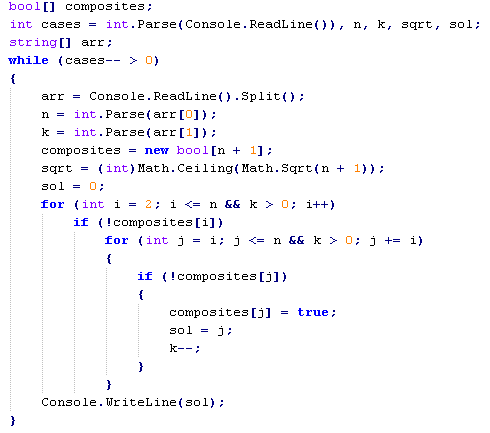 bool[] composites;
int cases = int.Parse(Console.ReadLine()), n, k, sqrt, sol;
string[] arr;
while (cases-- > 0)
{
    arr = Console.ReadLine().Split();
    n = int.Parse(arr[0]);
    k = int.Parse(arr[1]);
    composites = new bool[n + 1];
    sqrt = (int)Math.Ceiling(Math.Sqrt(n + 1));
    sol = 0;
    for (int i = 2; i <= n && k > 0; i++)
        if (!composites[i])
            for (int j = i; j <= n && k > 0; j += i)
            {
                if (!composites[j])
                {
                    composites[j] = true;
                    sol = j;
                    k--;
                }
            }
    Console.WriteLine(sol);
}